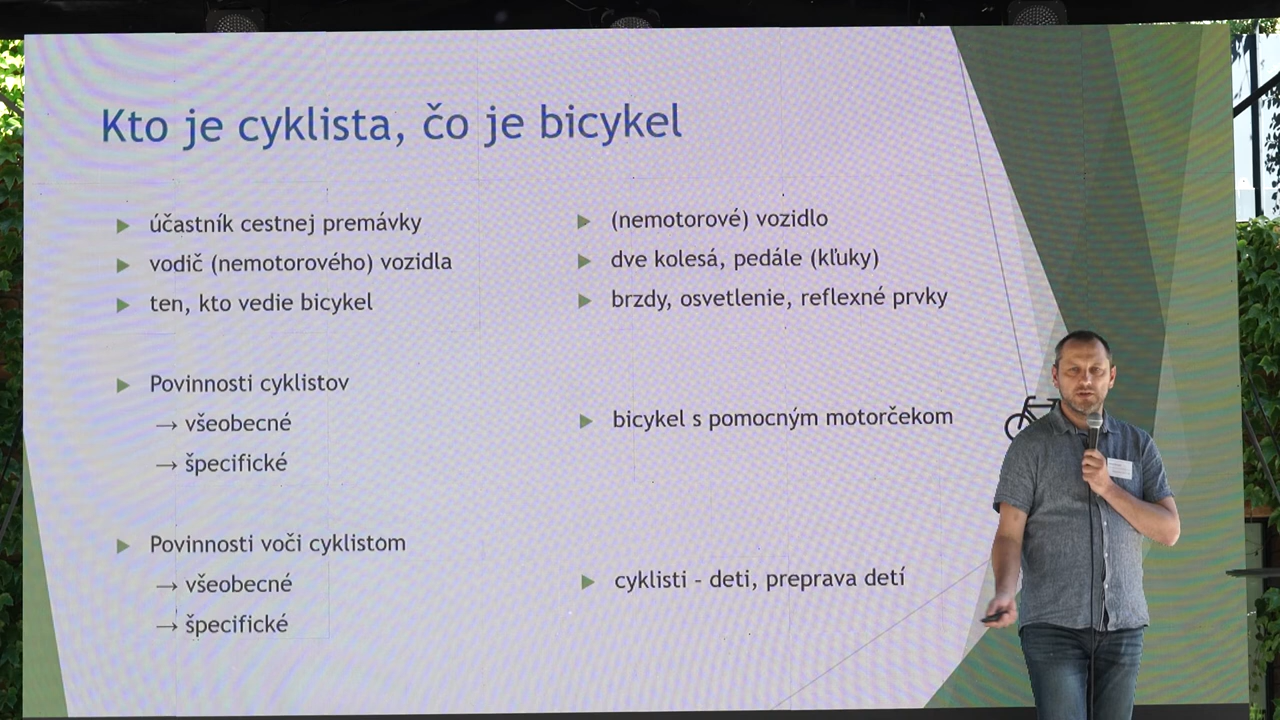 Kto je cyklista, čo je bicykel
účastník cestnej premávky
vodič (nemotorového) vozidla
ten, kto vedie bicykel
Povinnosti cyklistov
→ všeobecné
→ špecifické
Povinnosti voči cyklistom
→ všeobecné
→ špecifické
(nemotorové) vozidlo
dve kolesá, pedále (kľuky)
brzdy, osvetlenie, reflexné prvky
bicykel s pomocným motorčekom
cyklisti - deti, preprava detí